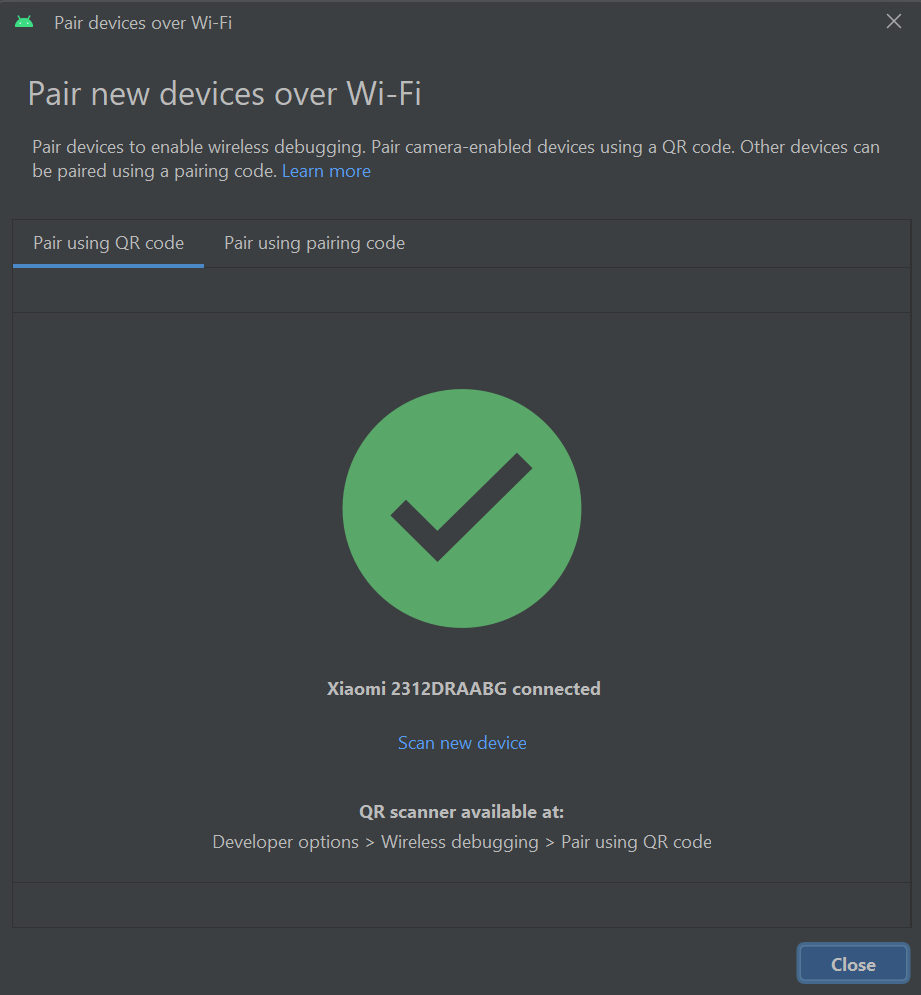 Pair devices over Wi-Fi
Pair new devices over Wi-Fi
Pair devices to enable wireless debugging. Pair camera-enabled devices using a QR code. Other devices can
be paired using a pairing code. Learn more
Pair using QR code
Pair using pairing code
Xiaomi 2312DRAABG connected
Scan new device
QR scanner available at:
Developer options > Wireless debugging > Pair using QR code
Close